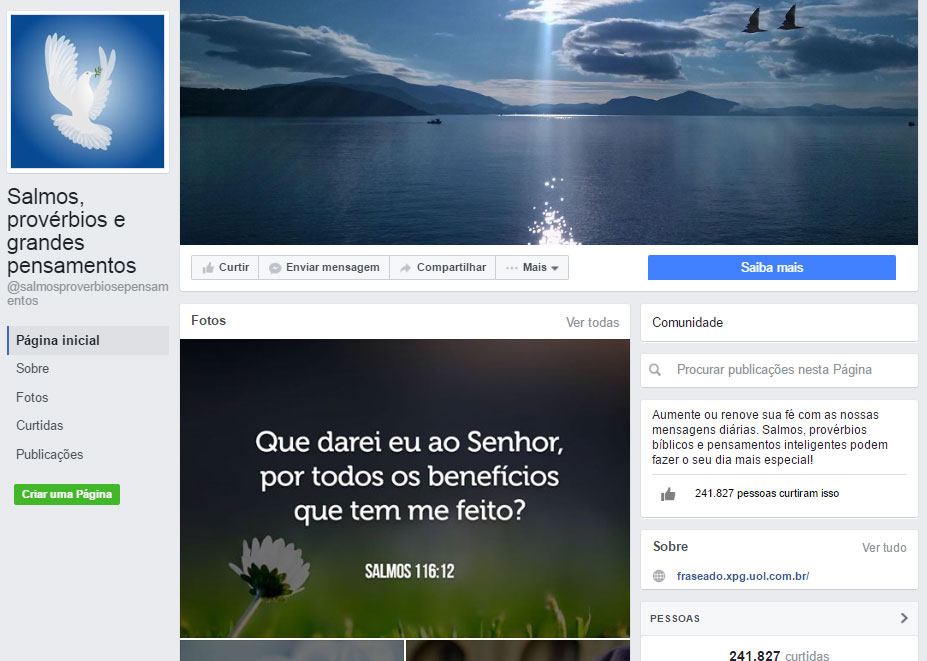 Salmos,
provérbios e
grandes
pensamentos
@salmosproverbiosepensam
entos
Página inicial
Sobre
Fotos
Curtidas
Publicações
Criar uma Página
Curtir
Enviar mensagem
Compartilhar
Mais
Saiba mais
Fotos
Ver todas
Que darei eu ao Senhor,
por todos os benefícios
que tem me feito?
SALMOS 116:12
Comunidade
Procurar publicações nesta Página
Aumente ou renove sua fé com as nossas
mensagens diárias. Salmos, provérbios
bíblicos e pensamentos inteligentes podem
fazer o seu dia mais especial!
241.827 pessoas curtiram isso
Sobre
Ver tudo
fraseado.xpg.uol.com.br/
PESSOAS
241.827 curtidas